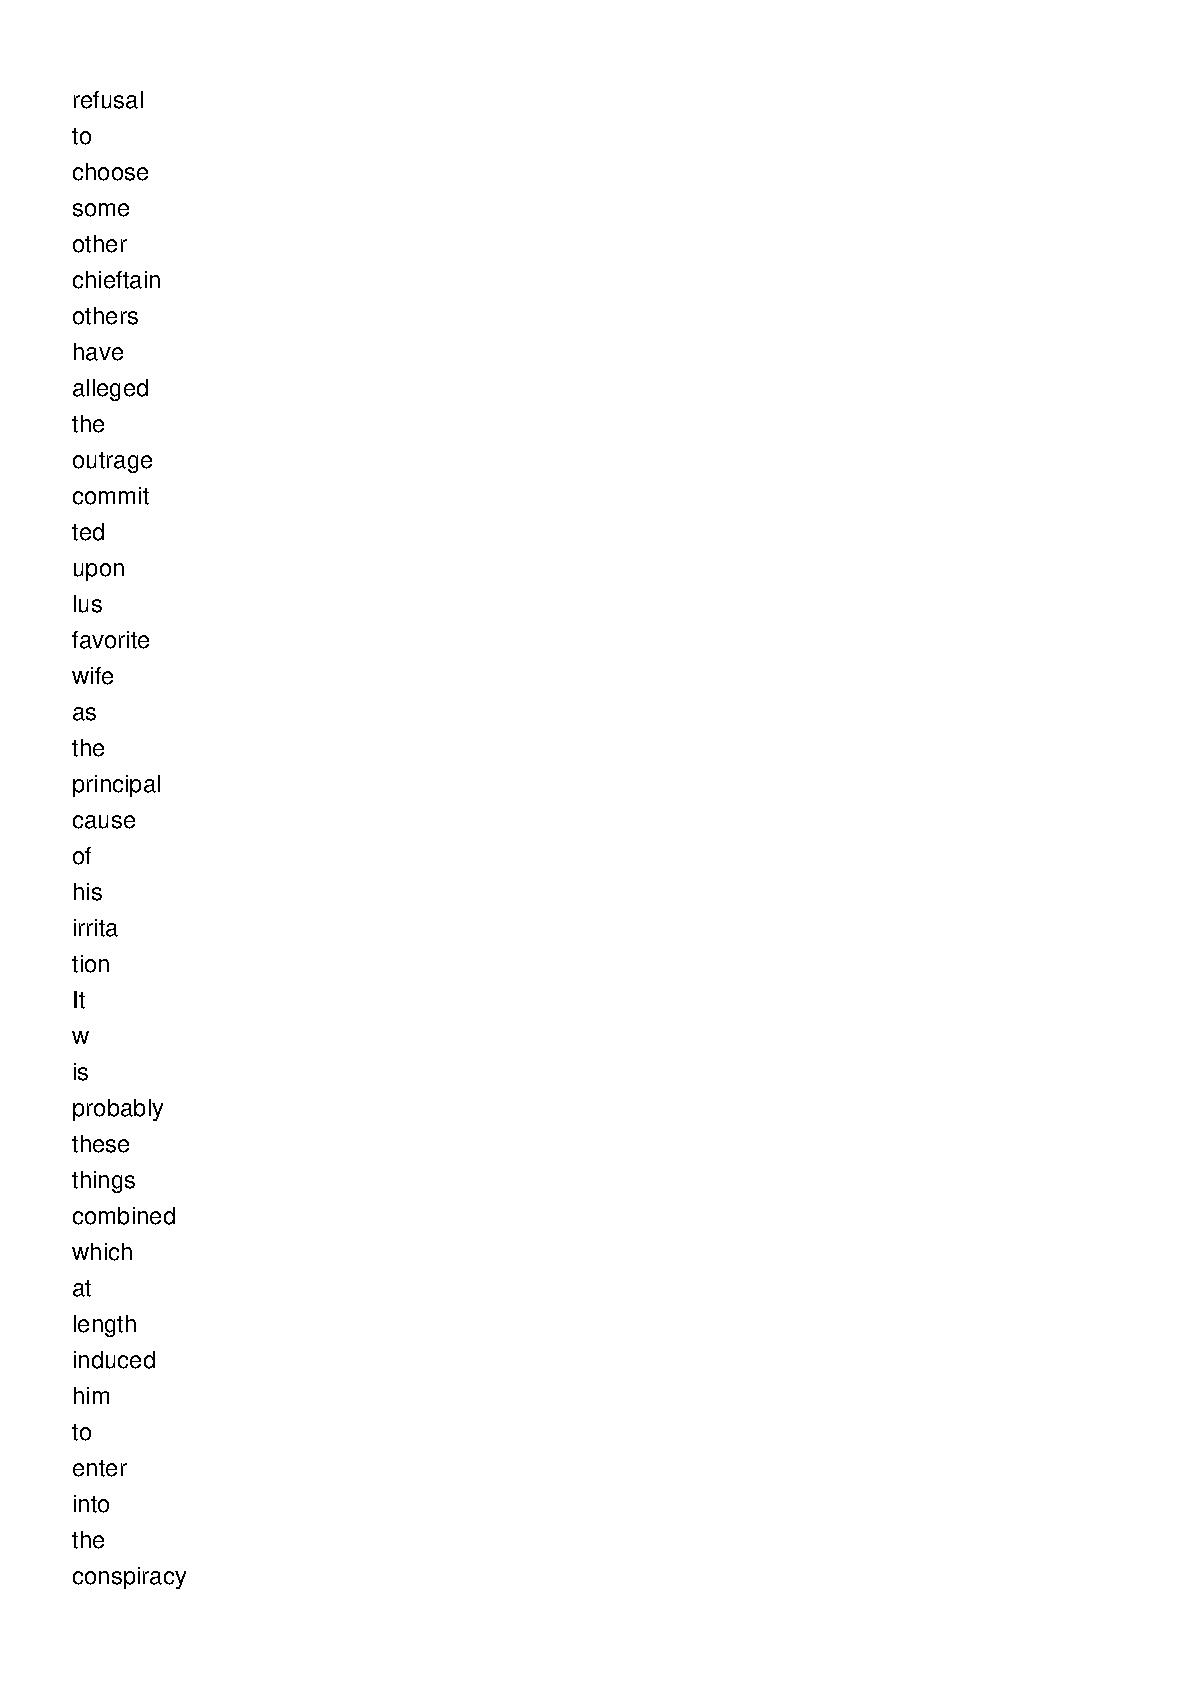 refusal
to
choose
some
other
chieftain
others
have
alleged
the
outrage
commit
ted
upon
lus
favorite
wife
as
the
principal
cause
of
his
irrita
tion
It
w
is
probably
these
things
combined
which
at
length
induced
him
to
enter
into
the
conspiracy